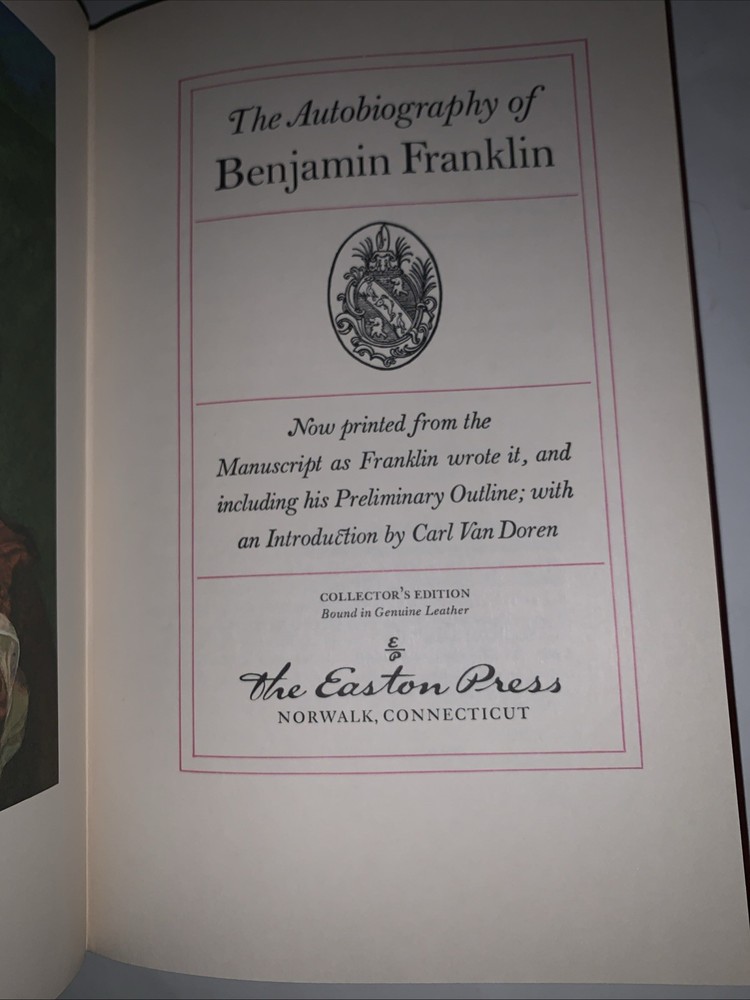 The Autobiography of
Benjamin Franklin
Now printed from the
Manuscript as Franklin wrote it, and
including his Preliminary Outline; with
an Introduction by Carl Van Doren
COLLECTOR'S EDITION
Bound in Genuine Leather
E
P
The Easton Press
NORWALK, CONNECTICUT